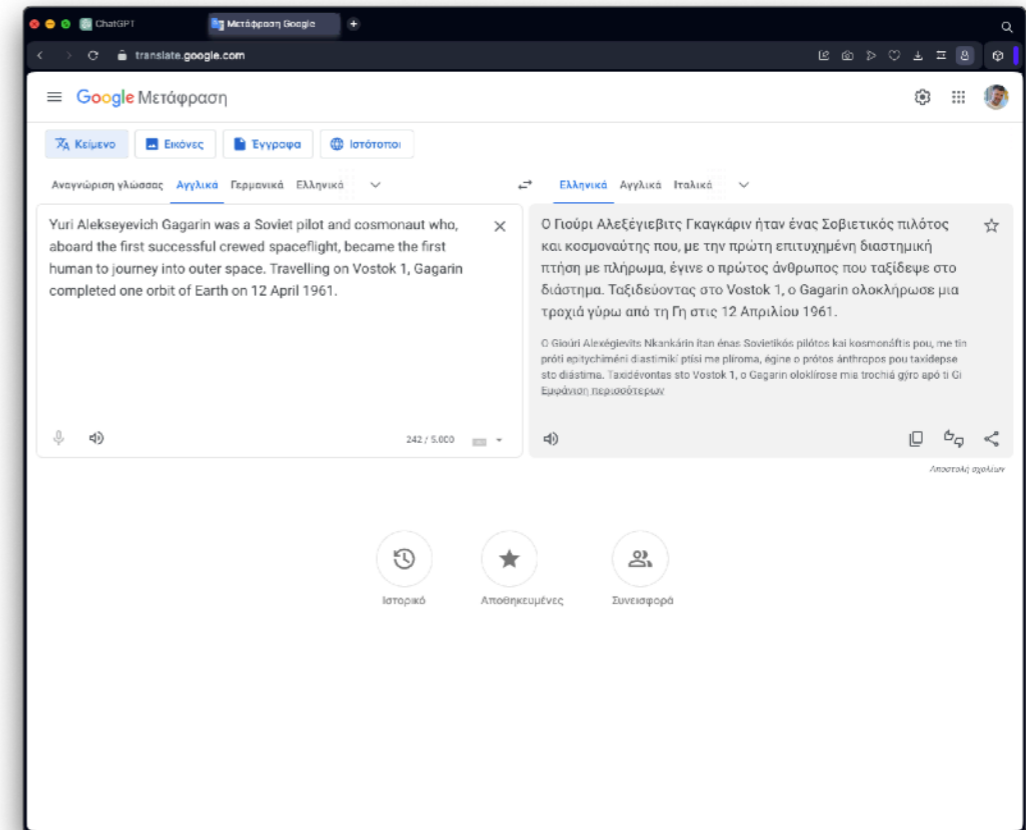 ChatGPT
Μετάφραση Google
translate.google.com
Google Μετάφραση
Κείμενο
Εικόνες
Έγγραφα
Ιστότοποι
Αναγνώριση γλώσσας Αγγλικά Γερμανικά Ελληνικά
Ελληνικά Αγγλικά Ιταλικά
Yuri Alekseyevich Gagarin was a Soviet pilot and cosmonaut who,
aboard the first successful crewed spaceflight, became the first
human to journey into outer space. Travelling on Vostok 1, Gagarin
completed one orbit of Earth on 12 April 1961.
242 / 5.000
Ο Γιούρι Αλεξέγιεβιτς Γκαγκάριν ήταν ένας Σοβιετικός πιλότος
και κοσμοναύτης που, με την πρώτη επιτυχημένη διαστημική
πτήση με πλήρωμα, έγινε ο πρώτος άνθρωπος που ταξίδεψε στο
διάστημα. Ταξιδεύοντας στο Vostok 1, ο Gagarin ολοκλήρωσε μια
τροχιά γύρω από τη Γη στις 12 Απριλίου 1961.
O Gioúri Alexégievits Nkankárin ítan énas Sovietikós pilótos kai kosmonáftis pou, me tin
próti epitychiméni diastimikí ptísi me plíroma, égine o prótos ánthropos pou taxídepse
sto diástima. Taxidévontas sto Vostok 1, o Gagarin oloklírose mia trochiá gýro apó ti Gi
Εμφάνιση περισσότερων
Αποστολή σχολίων
Ιστορικό
Αποθηκευμένες
Συνεισφορά